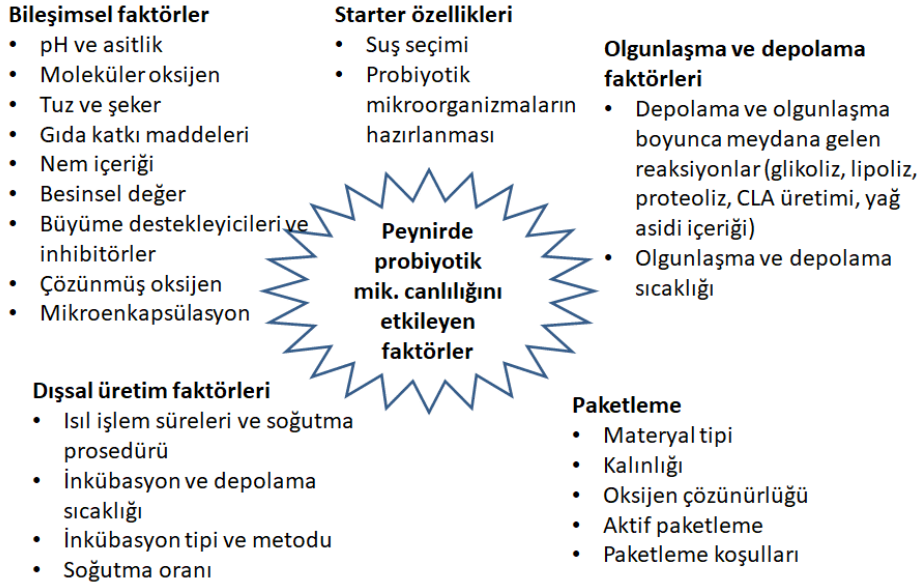 Bileşimsel faktörler
• pH ve asitlik
• Moleküler oksijen
• Tuz ve şeker
• Gıda katkı maddeleri
• Nem içeriği
• Besinsel değer
• Büyüme destekleyicileri ve
inhibitörler
• Çözünmüş oksijen
• Mikroenkapsülasyon
Starter özellikleri
• Suş seçimi
• Probiyotik
mikroorganizmaların
hazırlanması
Olgunlaşma ve depolama
faktörleri
• Depolama ve olgunlaşma
boyunca meydana gelen
reaksiyonlar (glikoliz, lipoliz,
proteoliz, CLA üretimi, yağ
asidi içeriği)
• Olgunlaşma ve depolama
sıcaklığı
Peynirde
probiyotik
mik. canlılığını
etkileyen
faktörler
Dışsal üretim faktörleri
• Isıl işlem süreleri ve soğutma
prosedürü
• İnkübasyon ve depolama
sıcaklığı
• İnkübasyon tipi ve metodu
• Soğutma oranı
Paketleme
• Materyal tipi
• Kalınlığı
• Oksijen çözünürlüğü
• Aktif paketleme
• Paketleme koşulları